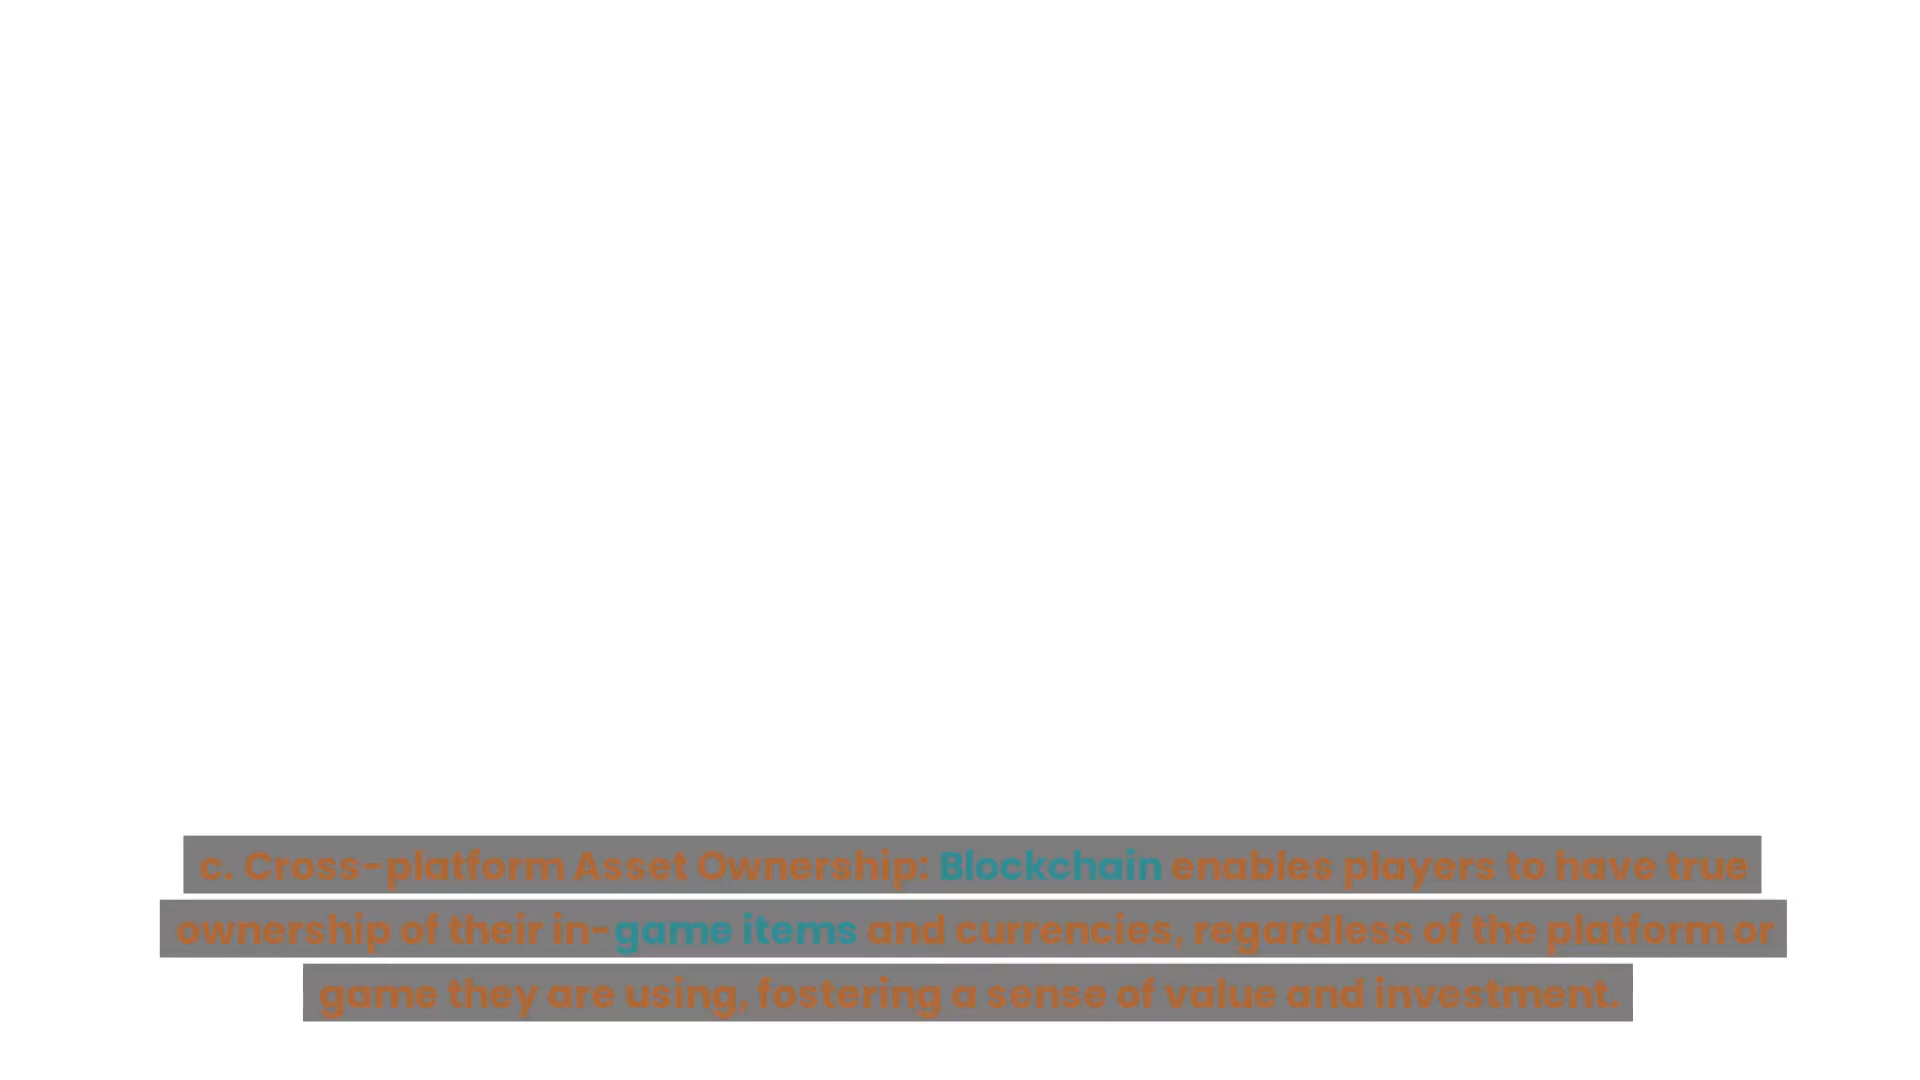 c. Cross-platform Asset Ownership: Blockchain enables players to have true
ownership of their in-game items and currencies, regardless of the platform or
game they are using, fostering a sense of value and investment.